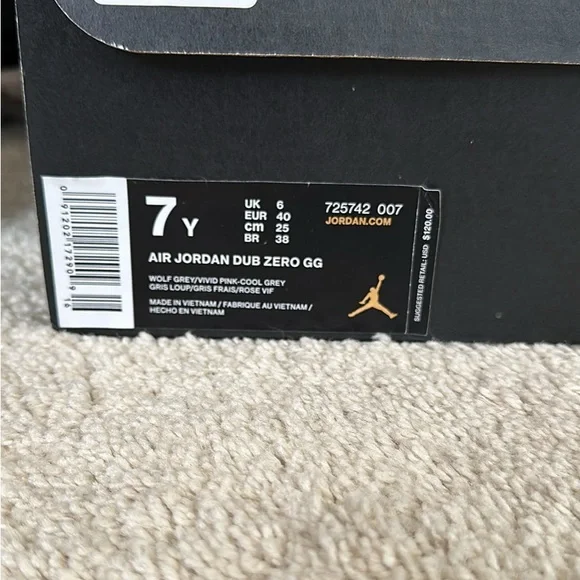 7 Y
UK 6
EUR 40
cm 25
BR 38
725742 007
JORDAN.COM
AIR JORDAN DUB ZERO GG
WOLF GREY/VIVID PINK-COOL GREY
GRIS LOUP/GRIS FRAIS/ROSE VIF
MADE IN VIETNAM / FABRIQUE AU VIETNAM /
HECHO EN VIETNAM
SUGGESTED RETAIL: USD $120.00